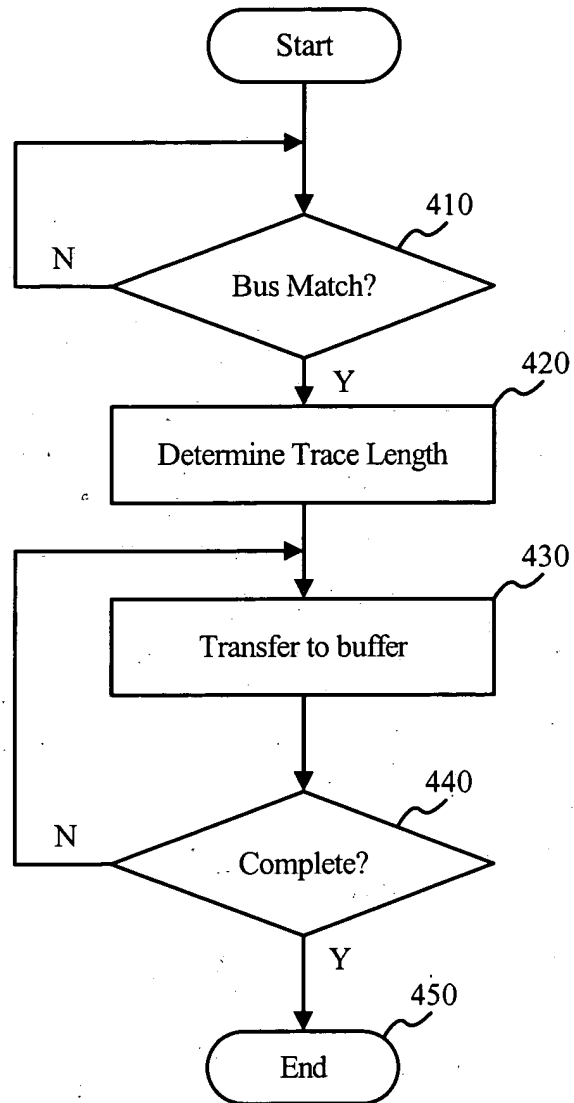 Start
410
N
Bus Match?
Y
420
Determine Trace Length
430
Transfer to buffer
440
N
Complete?
Y
450
End